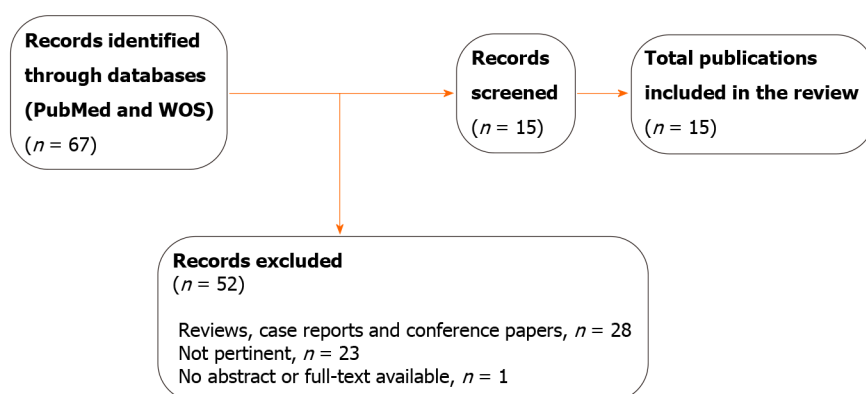 Records identified
through databases
(PubMed and WOS)
(n = 67)
Records
screened
(n = 15)
Total publications
included in the review
(n = 15)
Records excluded
(n = 52)
Reviews, case reports and conference papers, n = 28
Not pertinent, n = 23
No abstract or full-text available, n = 1